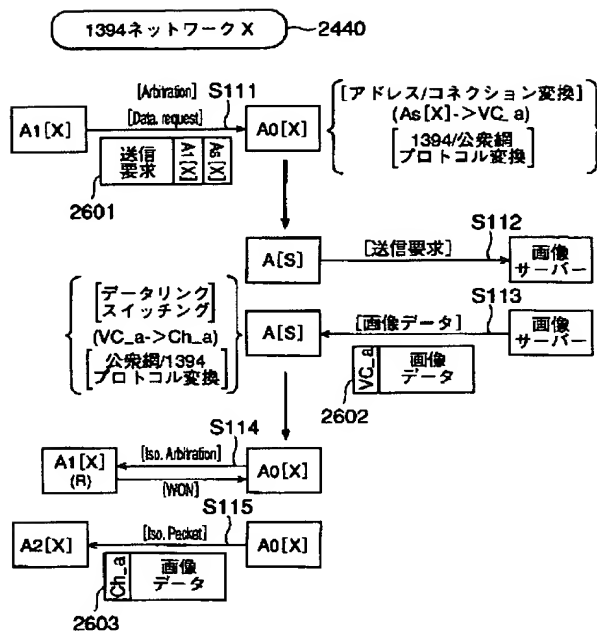 1394ネットワーク X
2440
[Arbitration]
S111
[Data. request]
A1[X]
A0[X]
[アドレス/コネクション変換]
(As[X]->VC_a)
[1394/公衆網
プロトコル変換]
送信
要求
A1[X]
As[X]
2601
S112
A[S]
[送信要求]
画像
サーバー
[データリンク
スイッチング]
(VC_a->Ch_a)
[公衆網/1394
プロトコル変換]
S113
A[S]
[画像データ]
画像
サーバー
VC_a
画像
データ
2602
S114
A1[X]
(R)
[Iso. Arbitration]
[WON]
A0[X]
S115
A2[X]
[Iso. Packet]
A0[X]
Ch_a
画像
データ
2603